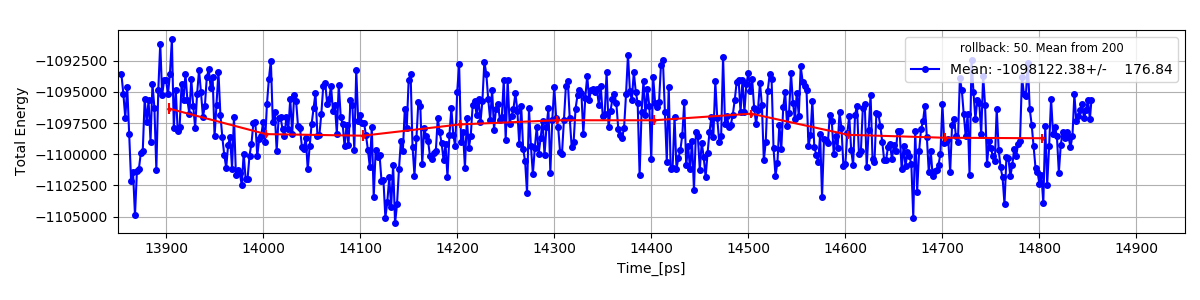 rollback: 50. Mean from 200
Mean: -1098122.38+/-    176.84
Total Energy
−1092500
−1095000
−1097500
−1100000
−1102500
−1105000
13900 14000 14100 14200 14300 14400 14500 14600 14700 14800 14900
Time_[ps]